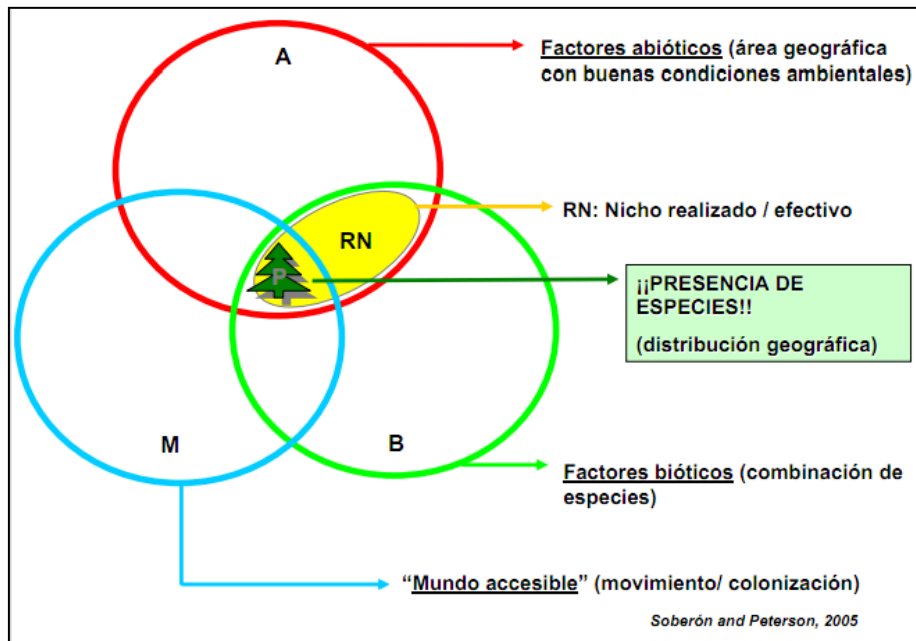 A
Factores abióticos (área geográfica
con buenas condiciones ambientales)
RN: Nicho realizado / efectivo
RN
P
¡¡PRESENCIA DE
ESPECIES!!
(distribución geográfica)
M
B
Factores bióticos (combinación de
especies)
“Mundo accesible” (movimiento/ colonización)
Soberón and Peterson, 2005